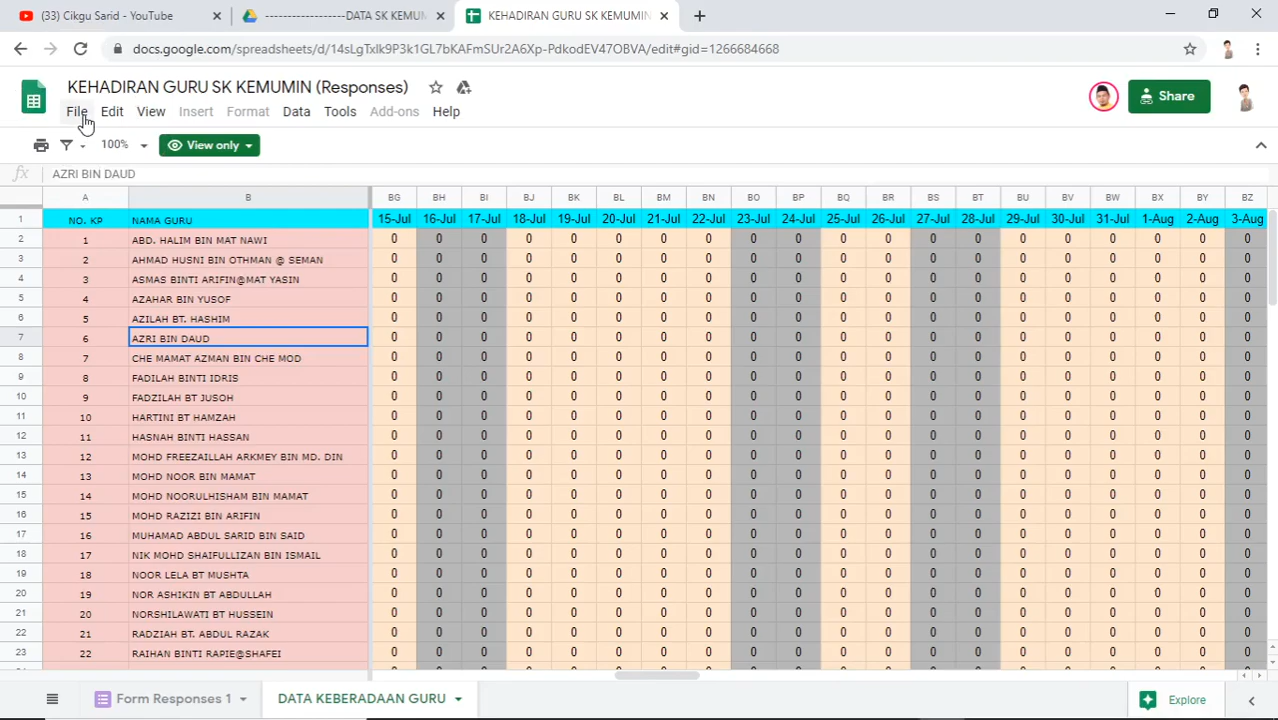 (33) Cikgu Sarid - YouTube
------------------DATA SK KEMUM
KEHADIRAN GURU SK KEMUMIN
docs.google.com/spreadsheets/d/14sLgTxlk9P3k1GL7bKAFmSUr2A6Xp-PdkodEV47OBVA/edit#gid=1266684668
KEHADIRAN GURU SK KEMUMIN (Responses)
File Edit View Insert Format Data Tools Add-ons Help
Share
100% View only
fx AZRI BIN DAUD
A B BG BH BI BJ BK BL BM BN BO BP BQ BR BS BT BU BV BW BX BY BZ
1 NO. KP NAMA GURU 15-Jul 16-Jul 17-Jul 18-Jul 19-Jul 20-Jul 21-Jul 22-Jul 23-Jul 24-Jul 25-Jul 26-Jul 27-Jul 28-Jul 29-Jul 30-Jul 31-Jul 1-Aug 2-Aug 3-Aug
2 1 ABD. HALIM BIN MAT NAWI 0 0 0 0 0 0 0 0 0 0 0 0 0 0 0 0 0 0 0 0
3 2 AHMAD HUSNI BIN OTHMAN @ SEMAN 0 0 0 0 0 0 0 0 0 0 0 0 0 0 0 0 0 0 0 0
4 3 ASMAS BINTI ARIFIN@MAT YASIN 0 0 0 0 0 0 0 0 0 0 0 0 0 0 0 0 0 0 0 0
5 4 AZAHAR BIN YUSOF 0 0 0 0 0 0 0 0 0 0 0 0 0 0 0 0 0 0 0 0
6 5 AZILAH BT. HASHIM 0 0 0 0 0 0 0 0 0 0 0 0 0 0 0 0 0 0 0 0
7 6 AZRI BIN DAUD 0 0 0 0 0 0 0 0 0 0 0 0 0 0 0 0 0 0 0 0
8 7 CHE MAMAT AZMAN BIN CHE MOD 0 0 0 0 0 0 0 0 0 0 0 0 0 0 0 0 0 0 0 0
9 8 FADILAH BINTI IDRIS 0 0 0 0 0 0 0 0 0 0 0 0 0 0 0 0 0 0 0 0
10 9 FADZILAH BT JUSOH 0 0 0 0 0 0 0 0 0 0 0 0 0 0 0 0 0 0 0 0
11 10 HARTINI BT HAMZAH 0 0 0 0 0 0 0 0 0 0 0 0 0 0 0 0 0 0 0 0
12 11 HASNAH BINTI HASSAN 0 0 0 0 0 0 0 0 0 0 0 0 0 0 0 0 0 0 0 0
13 12 MOHD FREEZAILLAH ARKMEY BIN MD. DIN 0 0 0 0 0 0 0 0 0 0 0 0 0 0 0 0 0 0 0 0
14 13 MOHD NOOR BIN MAMAT 0 0 0 0 0 0 0 0 0 0 0 0 0 0 0 0 0 0 0 0
15 14 MOHD NOORULHISHAM BIN MAMAT 0 0 0 0 0 0 0 0 0 0 0 0 0 0 0 0 0 0 0 0
16 15 MOHD RAZIZI BIN ARIFIN 0 0 0 0 0 0 0 0 0 0 0 0 0 0 0 0 0 0 0 0
17 16 MUHAMAD ABDUL SARID BIN SAID 0 0 0 0 0 0 0 0 0 0 0 0 0 0 0 0 0 0 0 0
18 17 NIK MOHD SHAIFULLIZAN BIN ISMAIL 0 0 0 0 0 0 0 0 0 0 0 0 0 0 0 0 0 0 0 0
19 18 NOOR LELA BT MUSHTA 0 0 0 0 0 0 0 0 0 0 0 0 0 0 0 0 0 0 0 0
20 19 NOR ASHIKIN BT ABDULLAH 0 0 0 0 0 0 0 0 0 0 0 0 0 0 0 0 0 0 0 0
21 20 NORSHILAWATI BT HUSSEIN 0 0 0 0 0 0 0 0 0 0 0 0 0 0 0 0 0 0 0 0
22 21 RADZIAH BT. ABDUL RAZAK 0 0 0 0 0 0 0 0 0 0 0 0 0 0 0 0 0 0 0 0
23 22 RAIHAN BINTI RAPIE@SHAFEI 0 0 0 0 0 0 0 0 0 0 0 0 0 0 0 0 0 0 0 0
Form Responses 1 DATA KEBERADAAN GURU Explore